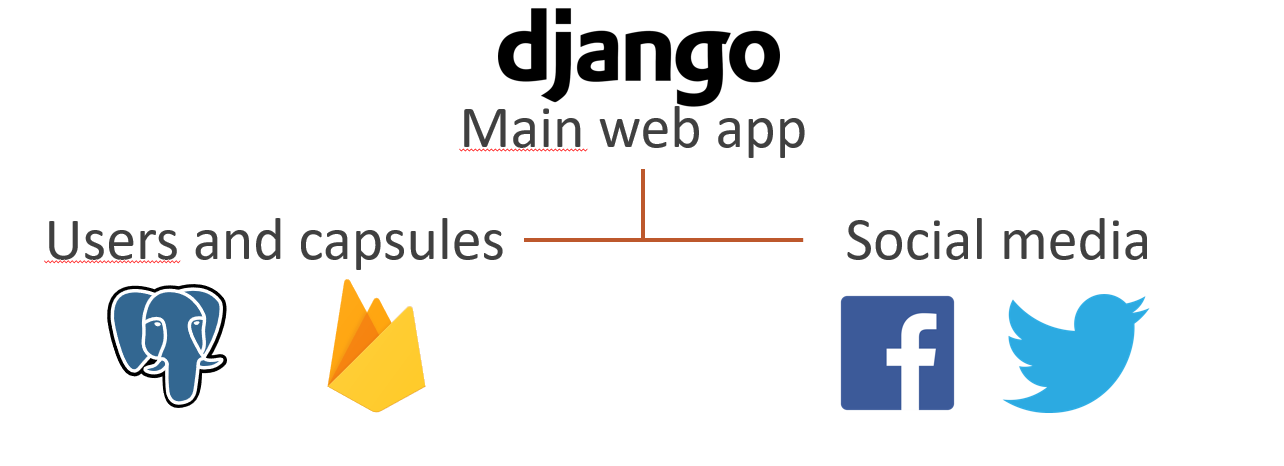 django
Main web app
Users and capsules
Social media